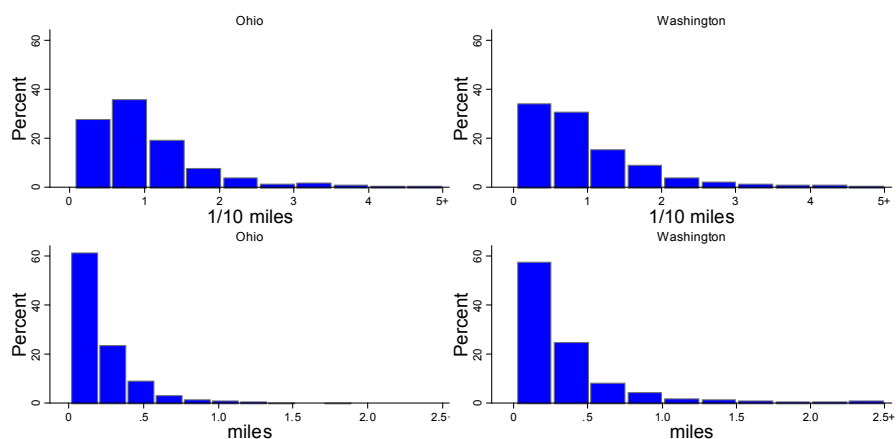 Ohio
Percent
0 20 40 60
0 1 2 3 4 5+
1/10 miles
Washington
Percent
0 20 40 60
0 1 2 3 4 5+
1/10 miles
Ohio
Percent
0 20 40 60
0 .5 1.0 1.5 2.0 2.5
miles
Washington
Percent
0 20 40 60
0 .5 1.0 1.5 2.0 2.5+
miles